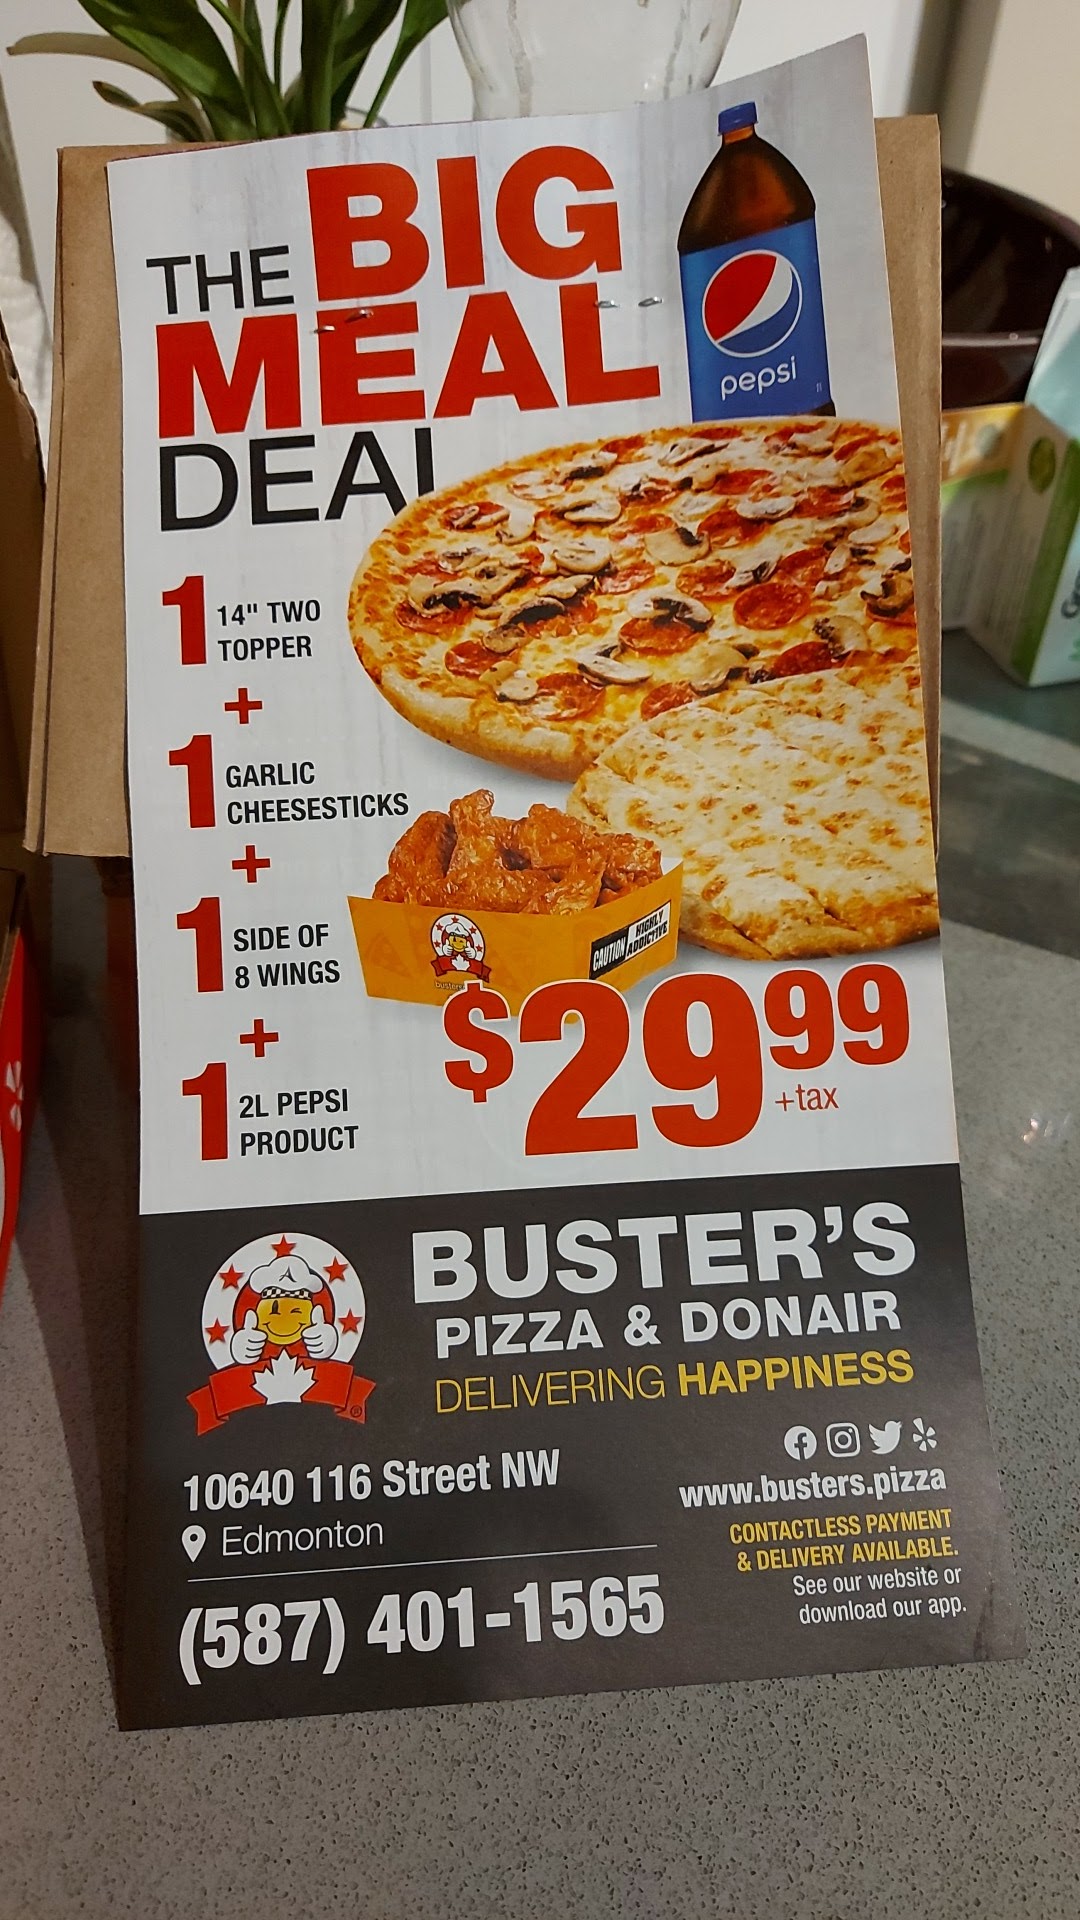 THE BIG
MEAL
DEAL
pepsi
1 14" TWO
TOPPER
+
1 GARLIC
CHEESESTICKS
+
1 SIDE OF
8 WINGS
+
1 2L PEPSI
PRODUCT
CAUTION HIGHLY
ADDICTIVE
busters
$29.99
+tax
BUSTER'S
PIZZA & DONAIR
DELIVERING HAPPINESS
10640 116 Street NW
Edmonton
(587) 401-1565
www.busters.pizza
CONTACTLESS PAYMENT
& DELIVERY AVAILABLE.
See our website or
download our app.